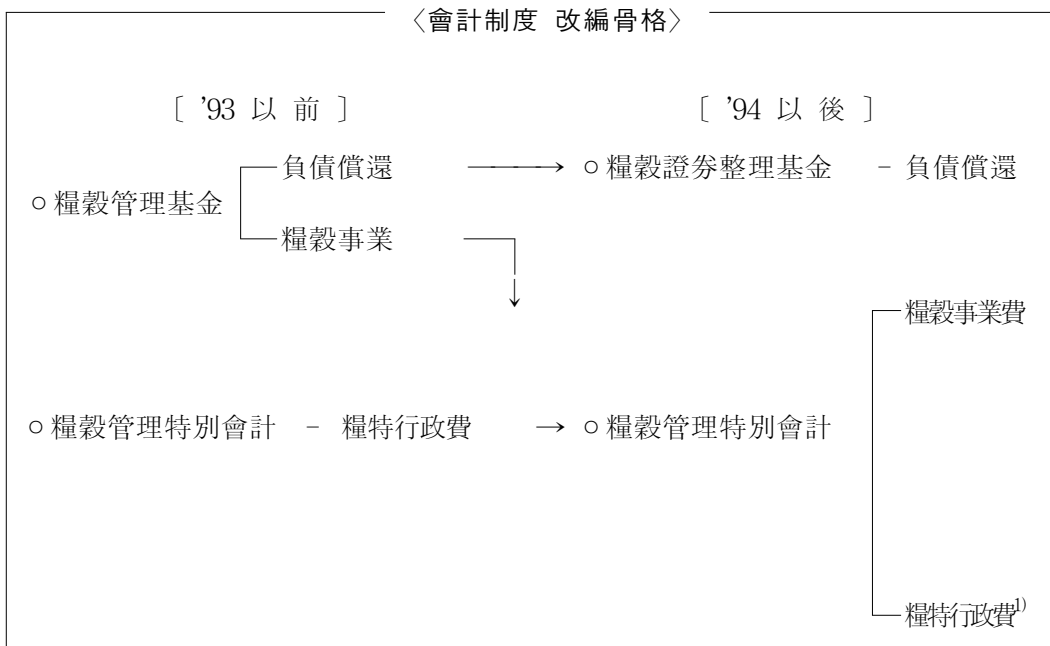 〈會計制度 改編骨格〉
[ ’93 以 前 ] [ ’94 以 後 ]
負債償還 → ○ 糧穀證券整理基金 - 負債償還
○ 糧穀管理基金
糧穀事業
糧穀事業費
○ 糧穀管理特別會計 - 糧特行政費 → ○ 糧穀管理特別會計
糧特行政費1)